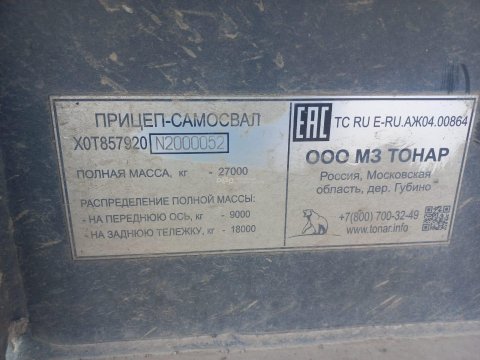 ПРИЦЕП-САМОСВАЛ
X0T857920 N2000052
ПОЛНАЯ МАССА, кг - 27000
РАСПРЕДЕЛЕНИЕ ПОЛНОЙ МАССЫ:
- НА ПЕРЕДНЮЮ ОСЬ, кг - 9000
- НА ЗАДНЮЮ ТЕЛЕЖКУ, кг - 18000
EAC TC RU E-RU.АЖ04.00864
ООО МЗ ТОНАР
Россия, Московская
область, дер. Губино
+7(800) 700-32-49
www.tonar.info